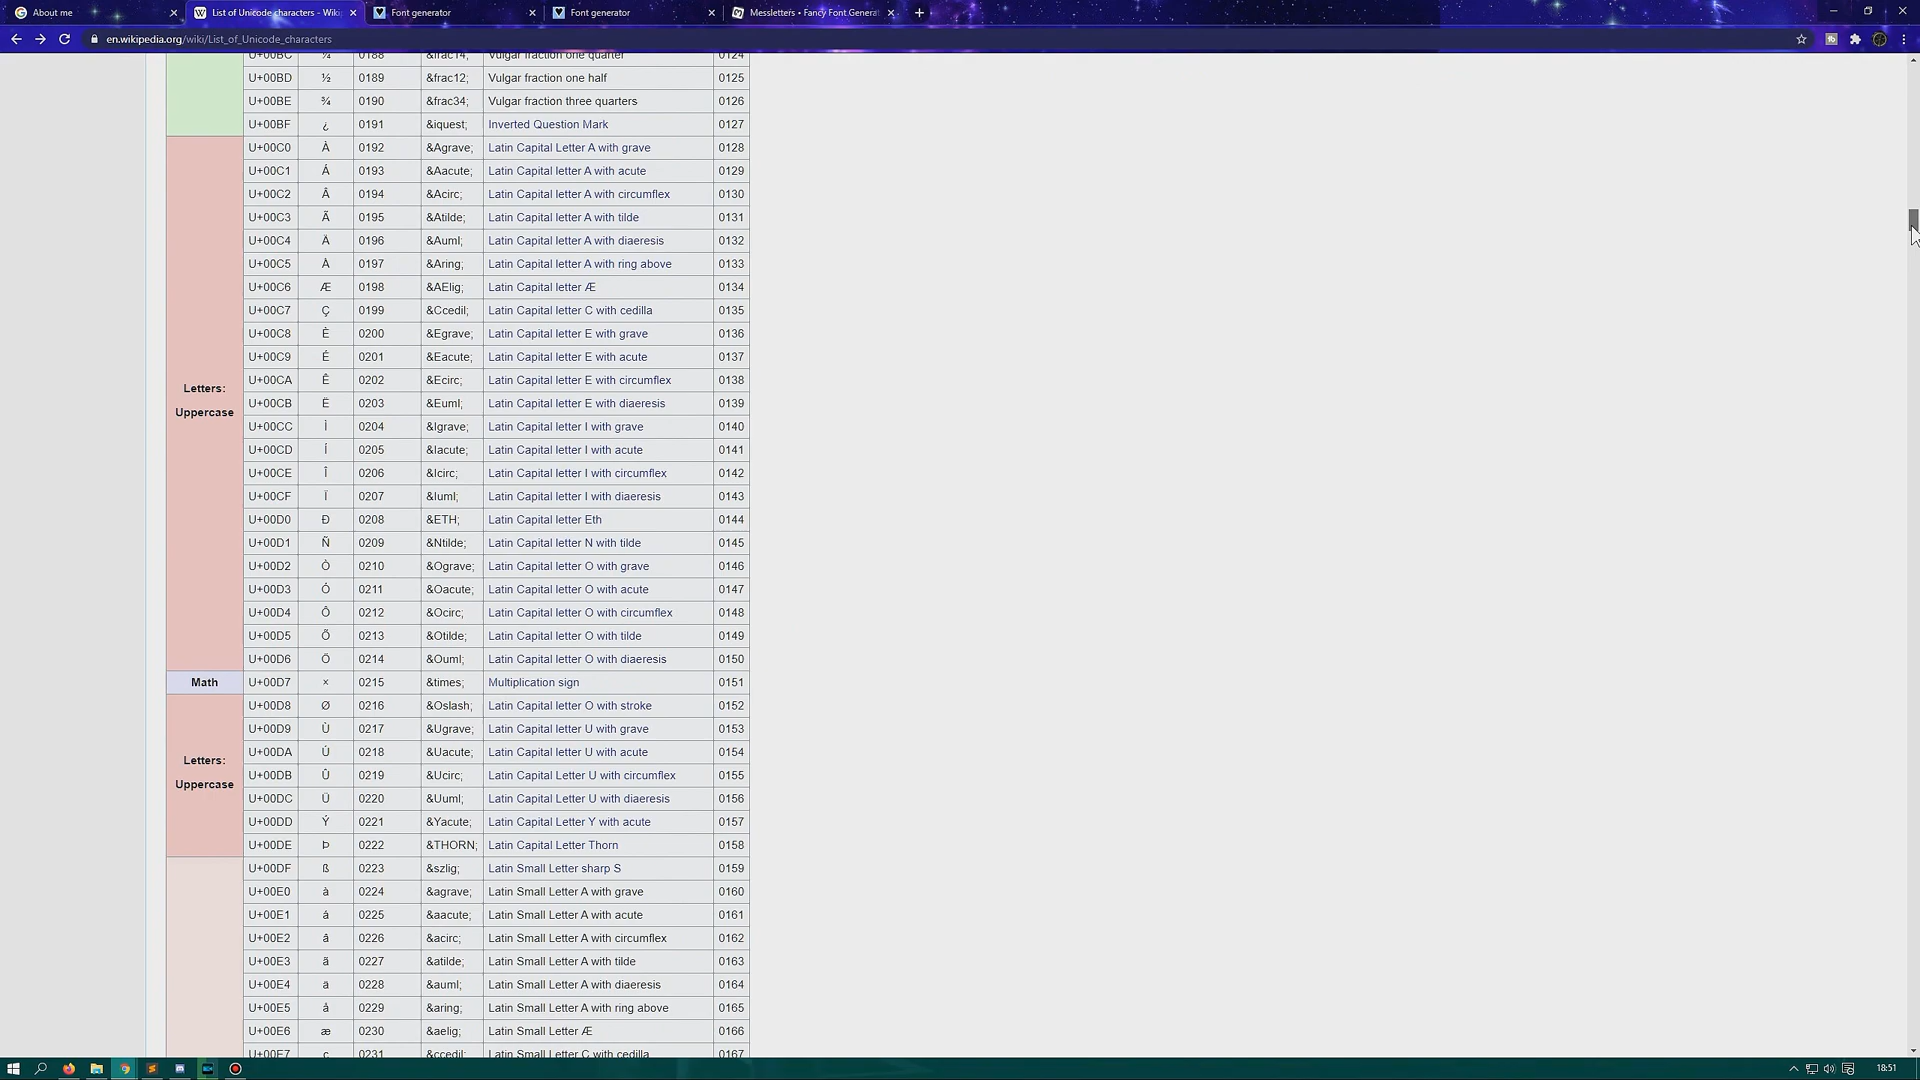 About me
List of Unicode characters - Wiki
Font generator
Font generator
Messletters • Fancy Font Generat
en.wikipedia.org/wiki/List_of_Unicode_characters
U+00BC ¼ 0188 &frac14; Vulgar fraction one quarter 0124
U+00BD ½ 0189 &frac12; Vulgar fraction one half 0125
U+00BE ¾ 0190 &frac34; Vulgar fraction three quarters 0126
U+00BF ¿ 0191 &iquest; Inverted Question Mark 0127
U+00C0 À 0192 &Agrave; Latin Capital Letter A with grave 0128
U+00C1 Á 0193 &Aacute; Latin Capital letter A with acute 0129
U+00C2 Â 0194 &Acirc; Latin Capital letter A with circumflex 0130
U+00C3 Ã 0195 &Atilde; Latin Capital letter A with tilde 0131
U+00C4 Ä 0196 &Auml; Latin Capital letter A with diaeresis 0132
U+00C5 Å 0197 &Aring; Latin Capital letter A with ring above 0133
U+00C6 Æ 0198 &AElig; Latin Capital letter Æ 0134
U+00C7 Ç 0199 &Ccedil; Latin Capital letter C with cedilla 0135
U+00C8 È 0200 &Egrave; Latin Capital letter E with grave 0136
U+00C9 É 0201 &Eacute; Latin Capital letter E with acute 0137
U+00CA Ê 0202 &Ecirc; Latin Capital letter E with circumflex 0138
U+00CB Ë 0203 &Euml; Latin Capital letter E with diaeresis 0139
Letters:
Uppercase
U+00CC Ì 0204 &Igrave; Latin Capital letter I with grave 0140
U+00CD Í 0205 &Iacute; Latin Capital letter I with acute 0141
U+00CE Î 0206 &Icirc; Latin Capital letter I with circumflex 0142
U+00CF Ï 0207 &Iuml; Latin Capital letter I with diaeresis 0143
U+00D0 Ð 0208 &ETH; Latin Capital letter Eth 0144
U+00D1 Ñ 0209 &Ntilde; Latin Capital letter N with tilde 0145
U+00D2 Ò 0210 &Ograve; Latin Capital letter O with grave 0146
U+00D3 Ó 0211 &Oacute; Latin Capital letter O with acute 0147
U+00D4 Ô 0212 &Ocirc; Latin Capital letter O with circumflex 0148
U+00D5 Õ 0213 &Otilde; Latin Capital letter O with tilde 0149
U+00D6 Ö 0214 &Ouml; Latin Capital letter O with diaeresis 0150
Math U+00D7 × 0215 &times; Multiplication sign 0151
U+00D8 Ø 0216 &Oslash; Latin Capital letter O with stroke 0152
U+00D9 Ù 0217 &Ugrave; Latin Capital letter U with grave 0153
U+00DA Ú 0218 &Uacute; Latin Capital letter U with acute 0154
Letters:
Uppercase
U+00DB Û 0219 &Ucirc; Latin Capital Letter U with circumflex 0155
U+00DC Ü 0220 &Uuml; Latin Capital Letter U with diaeresis 0156
U+00DD Ý 0221 &Yacute; Latin Capital Letter Y with acute 0157
U+00DE Þ 0222 &THORN; Latin Capital Letter Thorn 0158
U+00DF ß 0223 &szlig; Latin Small Letter sharp S 0159
U+00E0 à 0224 &agrave; Latin Small Letter A with grave 0160
U+00E1 á 0225 &aacute; Latin Small Letter A with acute 0161
U+00E2 â 0226 &acirc; Latin Small Letter A with circumflex 0162
U+00E3 ã 0227 &atilde; Latin Small Letter A with tilde 0163
U+00E4 ä 0228 &auml; Latin Small Letter A with diaeresis 0164
U+00E5 å 0229 &aring; Latin Small Letter A with ring above 0165
U+00E6 æ 0230 &aelig; Latin Small Letter Æ 0166
U+00E7 ç 0231 &ccedil; Latin Small Letter C with cedilla 0167
18:51